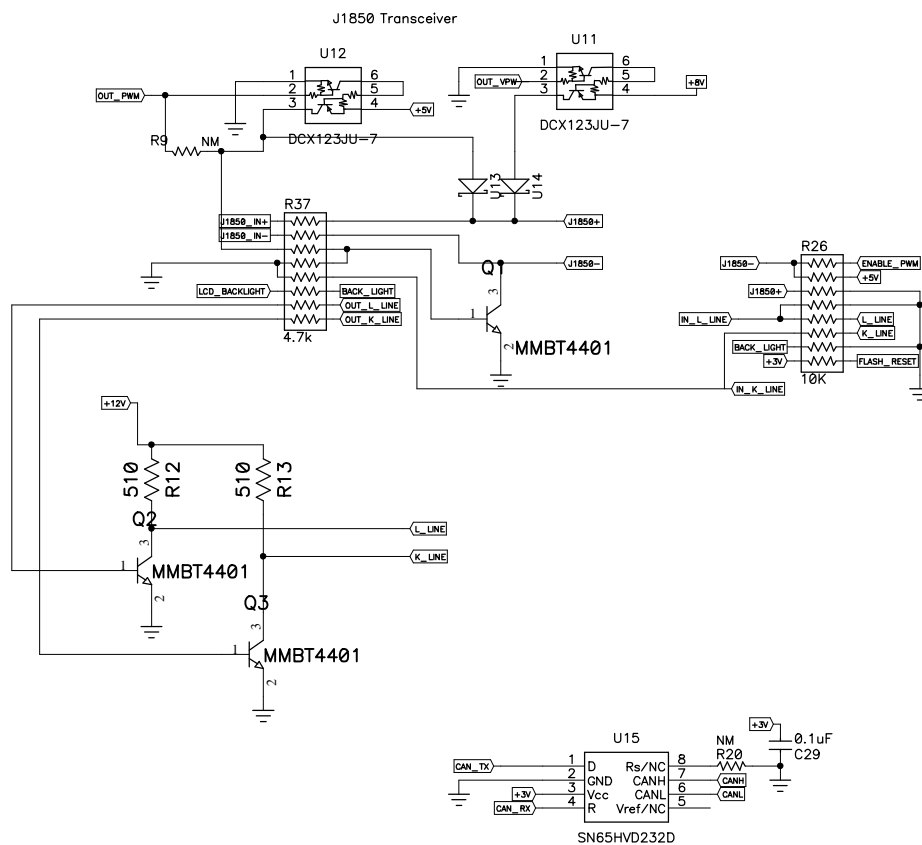 J1850 Transceiver
U12
U11
1
2
3
6
5
4
1
2
3
6
5
4
OUT_PWM
OUT_VPW
+5V
+8V
DCX123JU-7
DCX123JU-7
R9
NM
U13
U14
R37
J1850_IN+
J1850_IN-
J1850+
J1850-
LCD_BACKLIGHT
BACK_LIGHT
OUT_L_LINE
OUT_K_LINE
4.7k
Q1
3
1
2
MMBT4401
R26
J1850-
ENABLE_PWM
+5V
J1850+
IN_L_LINE
L_LINE
K_LINE
BACK_LIGHT
+3V
FLASH_RESET
10K
IN_K_LINE
+12V
510
R12
510
R13
Q2
3
1
2
MMBT4401
L_LINE
K_LINE
Q3
3
1
2
MMBT4401
U15
CAN_TX
+3V
CAN_RX
1
2
3
4
D
GND
Vcc
R
Rs/NC
CANH
CANL
Vref/NC
8
7
6
5
NM
R20
CANH
CANL
+3V
0.1uF
C29
SN65HVD232D